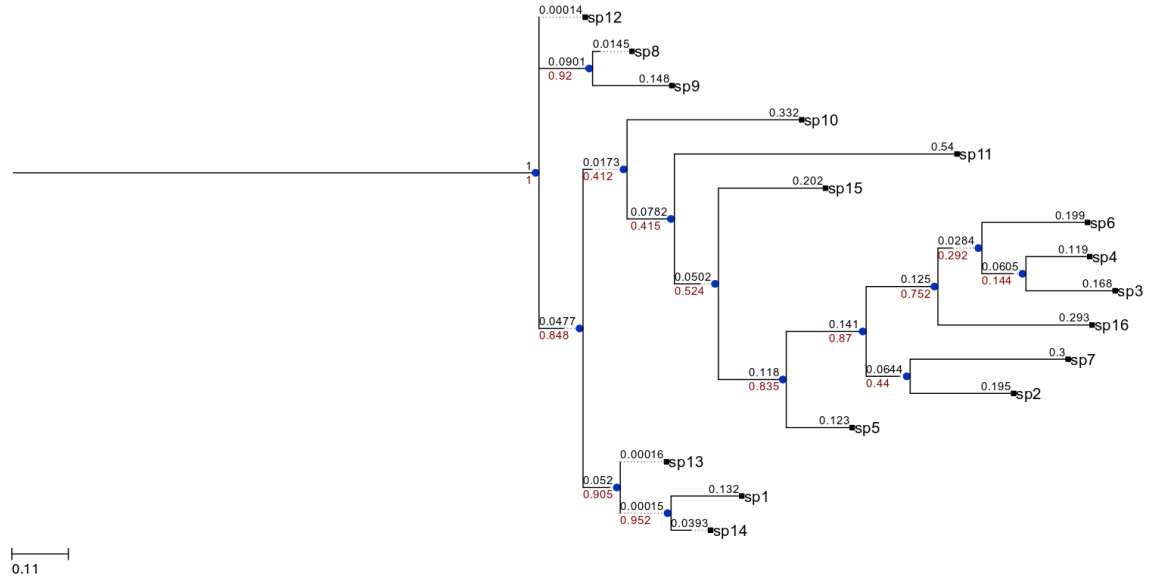 0.00014 sp12
0.0145 sp8
0.0901
0.92
0.148 sp9
0.332 sp10
0.54 sp11
1
1
0.0173
0.412
0.202 sp15
0.0782
0.415
0.199 sp6
0.0284
0.292
0.119 sp4
0.0605
0.144
0.0502
0.524
0.125
0.752
0.168 sp3
0.293 sp16
0.0477
0.848
0.141
0.87
0.3 sp7
0.118
0.835
0.0644
0.44
0.195 sp2
0.123 sp5
0.00016 sp13
0.052
0.905
0.132 sp1
0.00015
0.952
0.0393 sp14
0.11